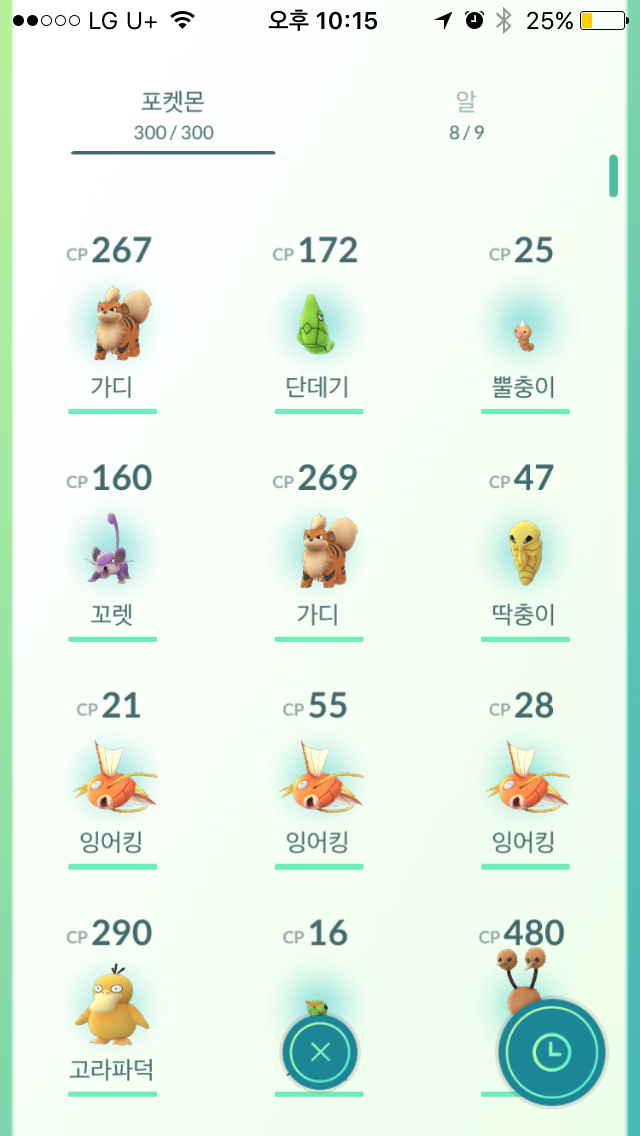 LG U+ 오후 10:15 25%
포켓몬 알
300 / 300 8 / 9
CP 267 CP 172 CP 25
가디 단데기 뿔충이
CP 160 CP 269 CP 47
꼬렛 가디 딱충이
CP 21 CP 55 CP 28
잉어킹 잉어킹 잉어킹
CP 290 CP 16 CP 480
고라파덕